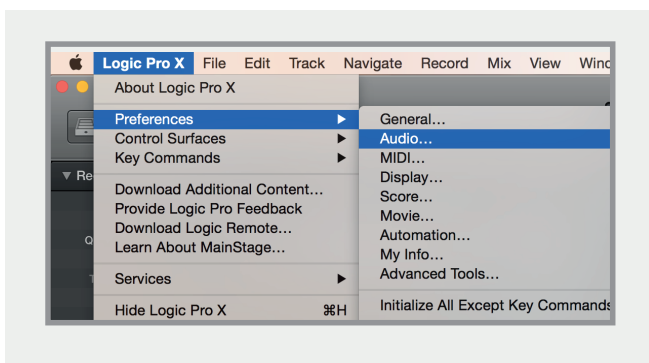 Logic Pro X File Edit Track Navigate Record Mix View
About Logic Pro X
Preferences
Control Surfaces
Key Commands
Download Additional Content...
Provide Logic Pro Feedback
Download Logic Remote...
Learn About MainStage...
Services
Hide Logic Pro X ⌘H
General...
Audio...
MIDI...
Display...
Score...
Movie...
Automation...
My Info...
Advanced Tools...
Initialize All Except Key Commands